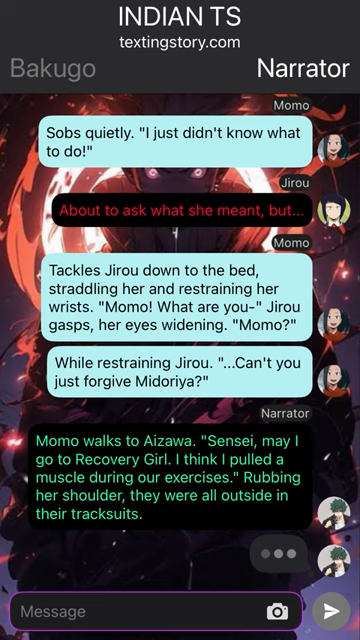 INDIAN TS
textingstory.com
Bakugo
Narrator
Momo
Sobs quietly. "I just didn't know what
to do!"
Jirou
About to ask what she meant, but...
Momo
Tackles Jirou down to the bed,
straddling her and restraining her
wrists. "Momo! What are you-" Jirou
gasps, her eyes widening. "Momo?"
While restraining Jirou. "...Can't you
just forgive Midoriya?"
Narrator
Momo walks to Aizawa. "Sensei, may I
go to Recovery Girl. I think I pulled a
muscle during our exercises." Rubbing
her shoulder, they were all outside in
their tracksuits.
Message